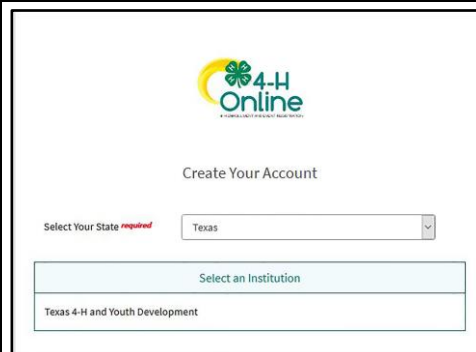 4-H
Online
Create Your Account
Select Your State required
Texas
Select an Institution
Texas 4-H and Youth Development